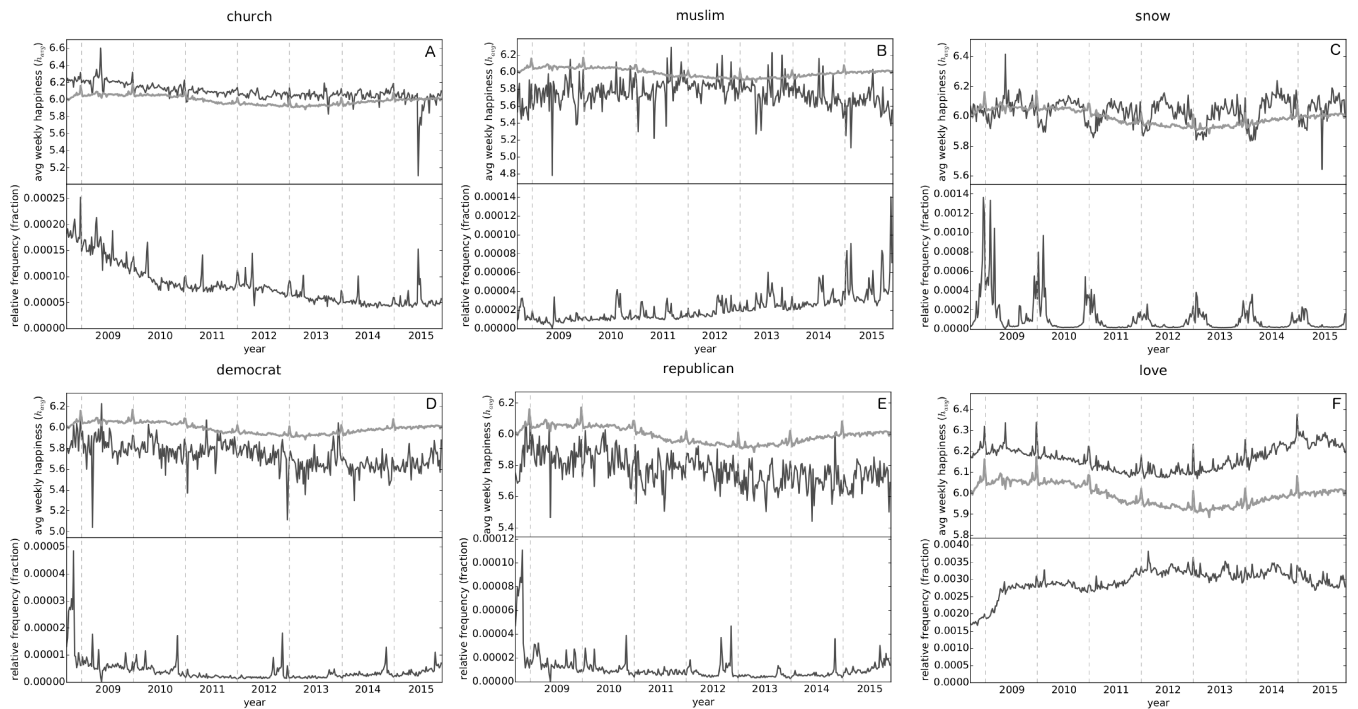 church
A
avg weekly happiness (h_avg)
6.6
6.4
6.2
6.0
5.8
5.6
5.4
5.2
relative frequency (fraction)
0.00025
0.00015
0.00010
0.00005
0.00000
2009 2010 2011 2012 2013 2014 2015
year
muslim
B
avg weekly happiness (h_avg)
6.2
6.0
5.8
5.6
5.4
5.2
5.0
4.8
relative frequency (fraction)
0.00014
0.00012
0.00008
0.00006
0.00004
0.00002
0.00000
2009 2010 2011 2012 2013 2014 2015
year
snow
C
avg weekly happiness (h_avg)
6.4
6.2
6.0
5.8
5.6
relative frequency (fraction)
0.0014
0.0012
0.0010
0.0008
0.0006
0.0004
0.0002
0.0000
2009 2010 2011 2012 2013 2014 2015
year
democrat
D
avg weekly happiness (h_avg)
6.2
6.0
5.8
5.6
5.4
5.2
5.0
relative frequency (fraction)
0.00005
0.00004
0.00003
0.00002
0.00001
0.00000
2009 2010 2011 2012 2013 2014 2015
year
republican
E
avg weekly happiness (h_avg)
6.2
6.0
5.8
5.6
5.4
relative frequency (fraction)
0.00012
0.00008
0.00006
0.00004
0.00002
0.00000
2009 2010 2011 2012 2013 2014 2015
year
love
F
avg weekly happiness (h_avg)
6.4
6.3
6.2
6.1
6.0
5.9
5.8
relative frequency (fraction)
0.0040
0.0035
0.0030
0.0025
0.0020
0.0015
0.0010
0.0005
0.0000
2009 2010 2011 2012 2013 2014 2015
year